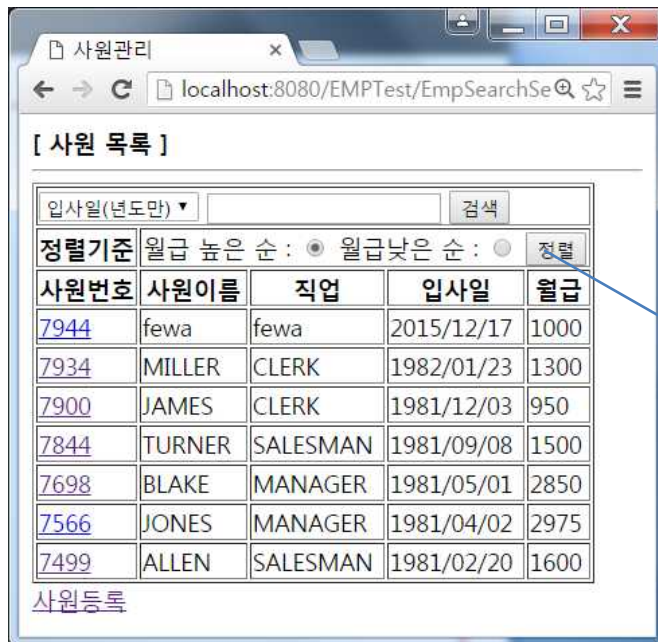 사원관리
localhost:8080/EMPTest/EmpSearchSe
[ 사원 목록 ]
입사일(년도만) 검색
정렬기준 월급 높은 순 : 월급낮은 순 : 정렬
사원번호 사원이름 직업 입사일 월급
7944 fewa fewa 2015/12/17 1000
7934 MILLER CLERK 1982/01/23 1300
7900 JAMES CLERK 1981/12/03 950
7844 TURNER SALESMAN 1981/09/08 1500
7698 BLAKE MANAGER 1981/05/01 2850
7566 JONES MANAGER 1981/04/02 2975
7499 ALLEN SALESMAN 1981/02/20 1600
사원등록